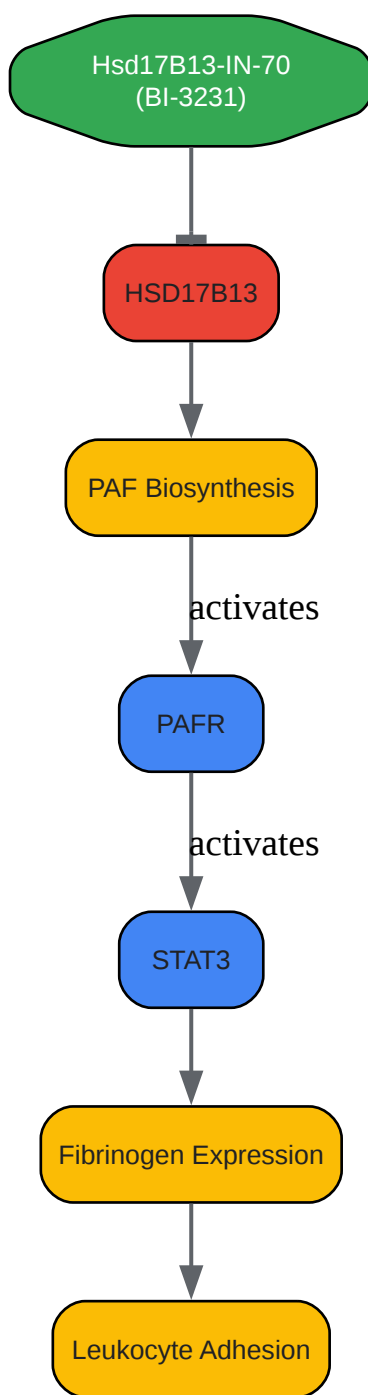 Hsd17B13-IN-70
(BI-3231)
HSD17B13
PAF Biosynthesis
activates
PAFR
activates
STAT3
Fibrinogen Expression
Leukocyte Adhesion